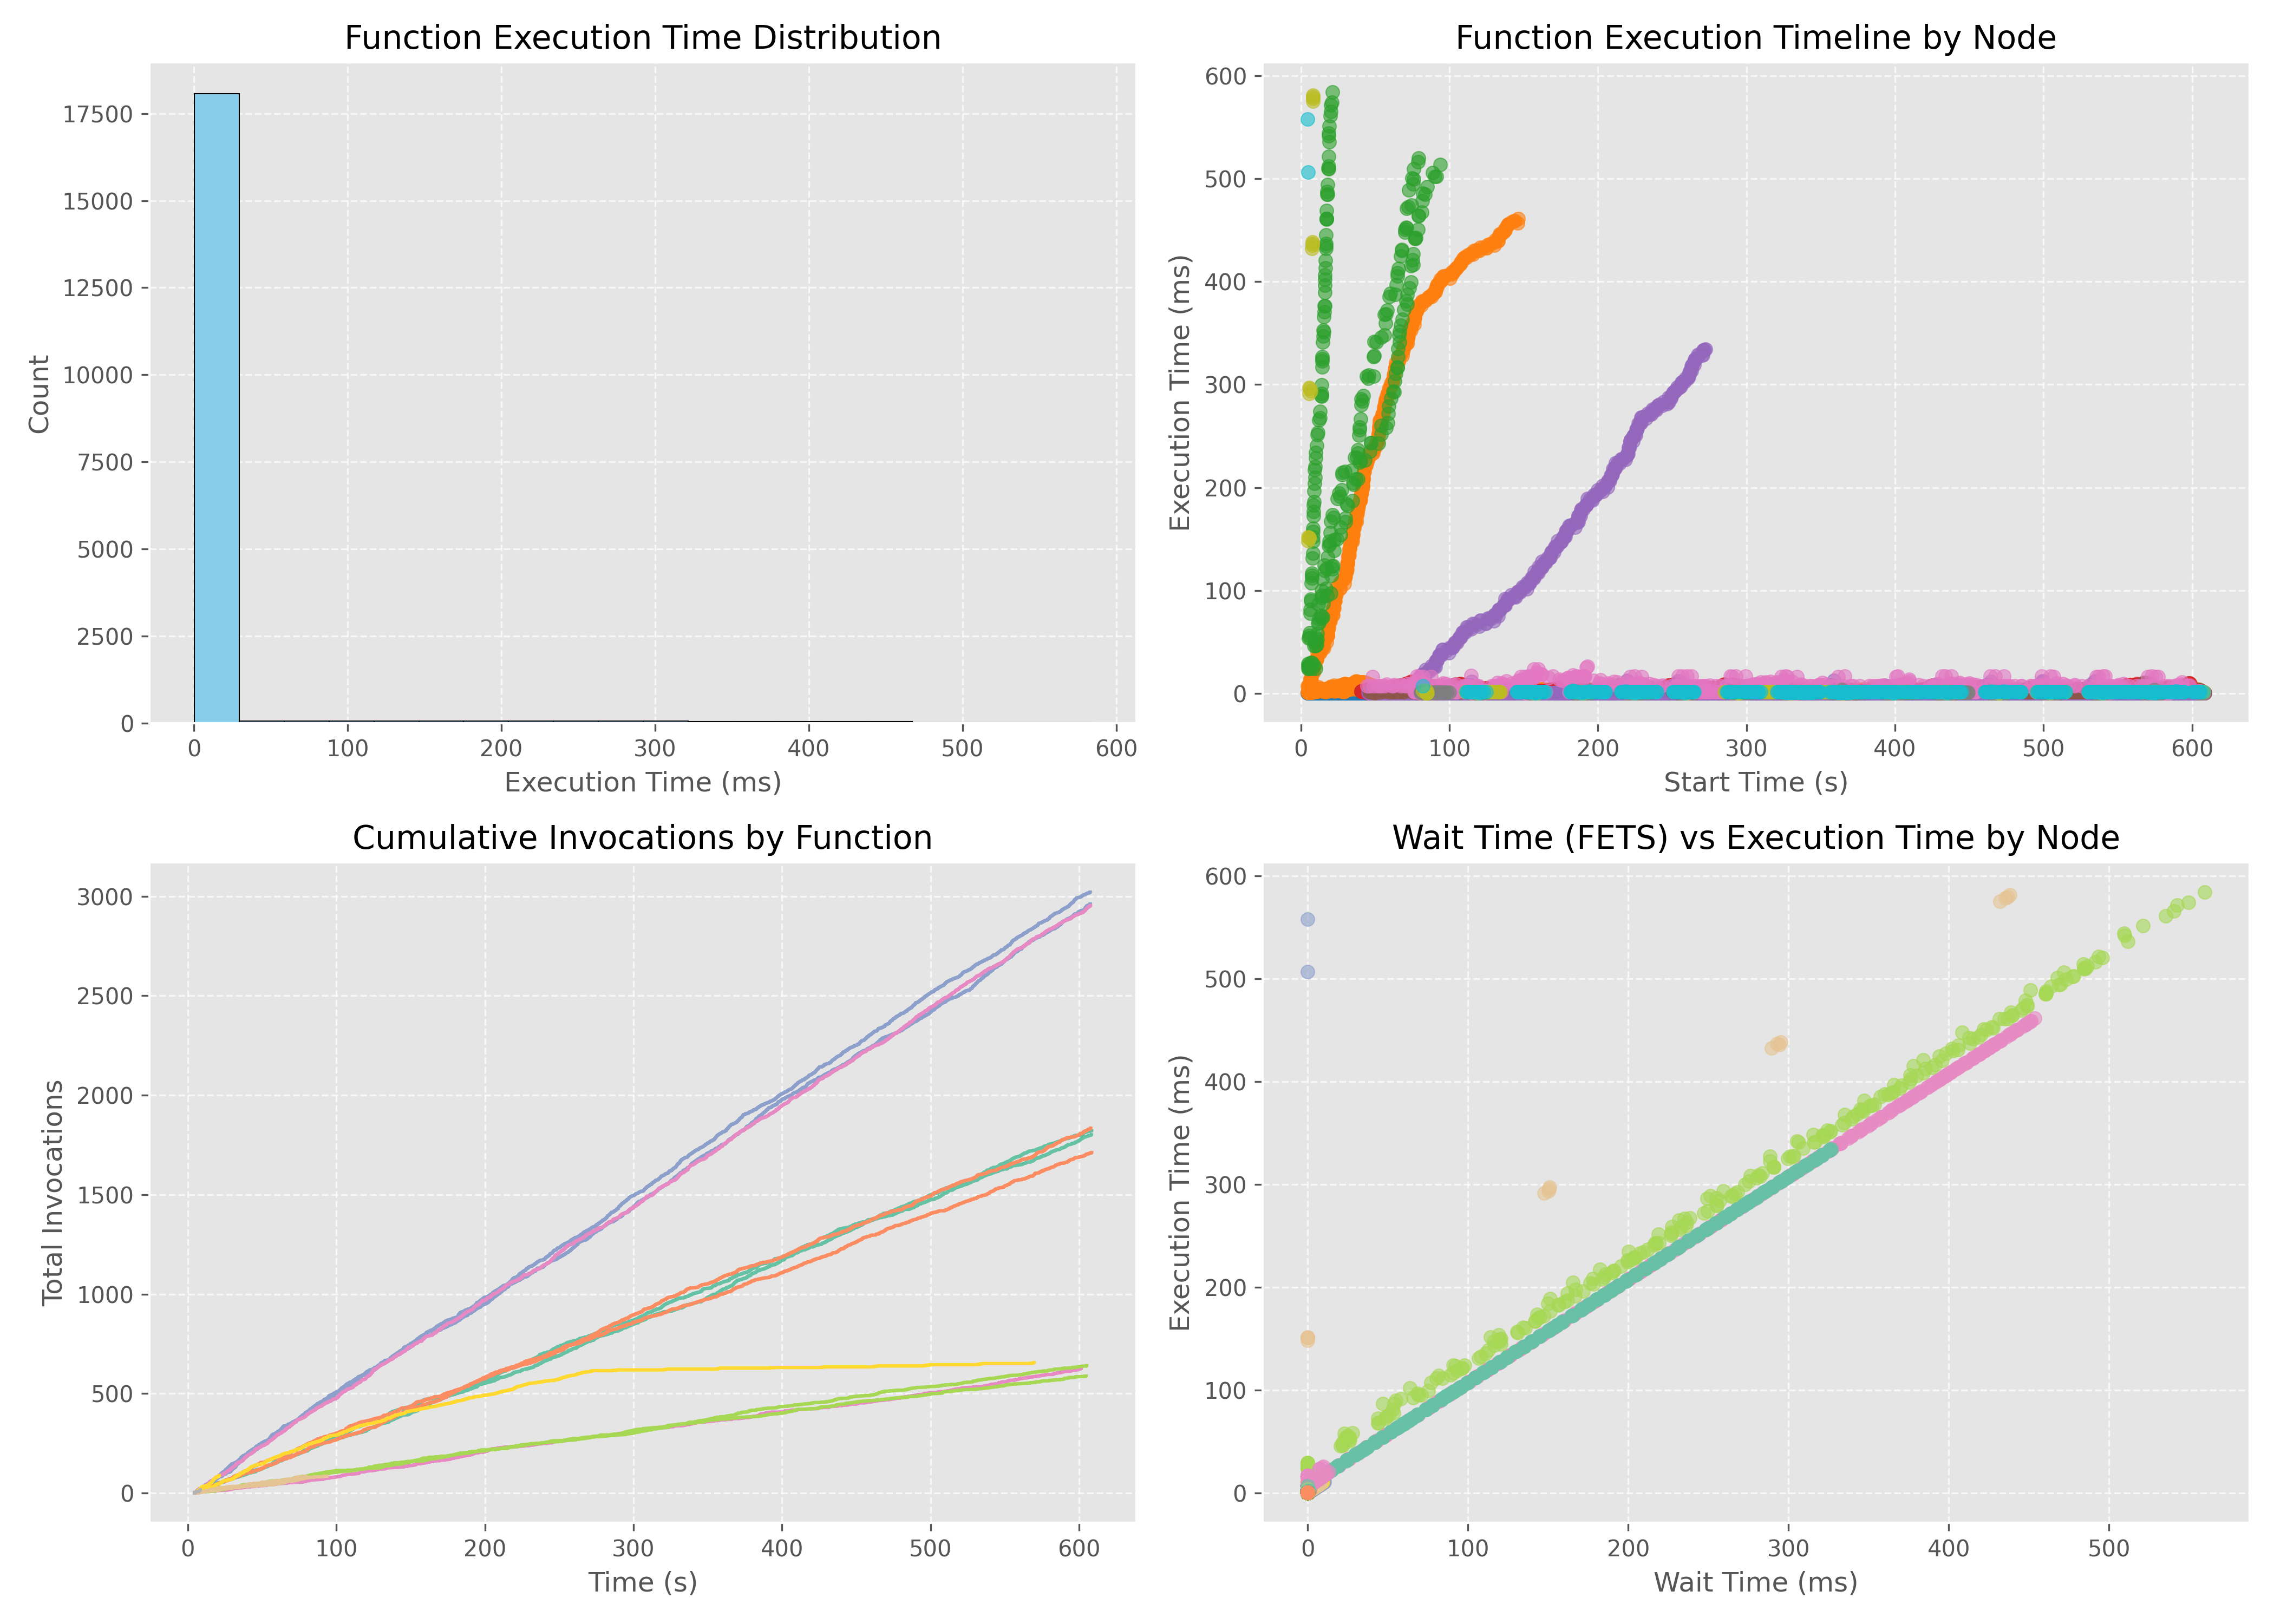 Function Execution Time Distribution
17500
15000
12500
10000
7500
5000
2500
0
Count
0 100 200 300 400 500 600
Execution Time (ms)
Function Execution Timeline by Node
600
500
400
300
200
100
0
Execution Time (ms)
0 100 200 300 400 500 600
Start Time (s)
Cumulative Invocations by Function
3000
2500
2000
1500
1000
500
0
Total Invocations
0 100 200 300 400 500 600
Time (s)
Wait Time (FETS) vs Execution Time by Node
600
500
400
300
200
100
0
Execution Time (ms)
0 100 200 300 400 500
Wait Time (ms)